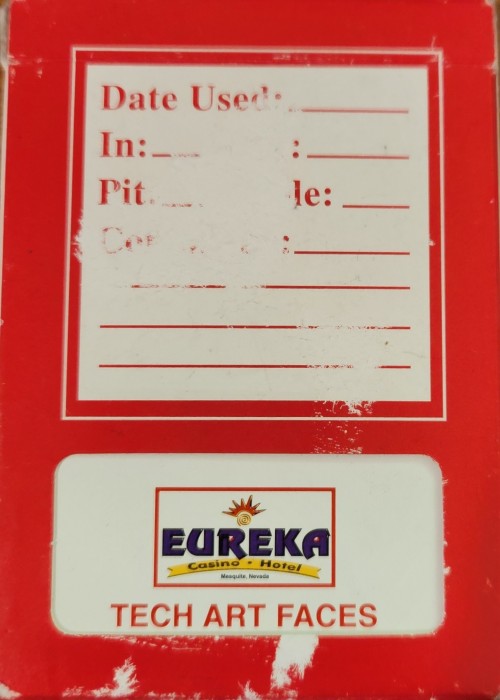 Date Used:
In: :
Pit. le:
:
EUREKA
Casino • Hotel
Mesquite, Nevada
TECH ART FACES